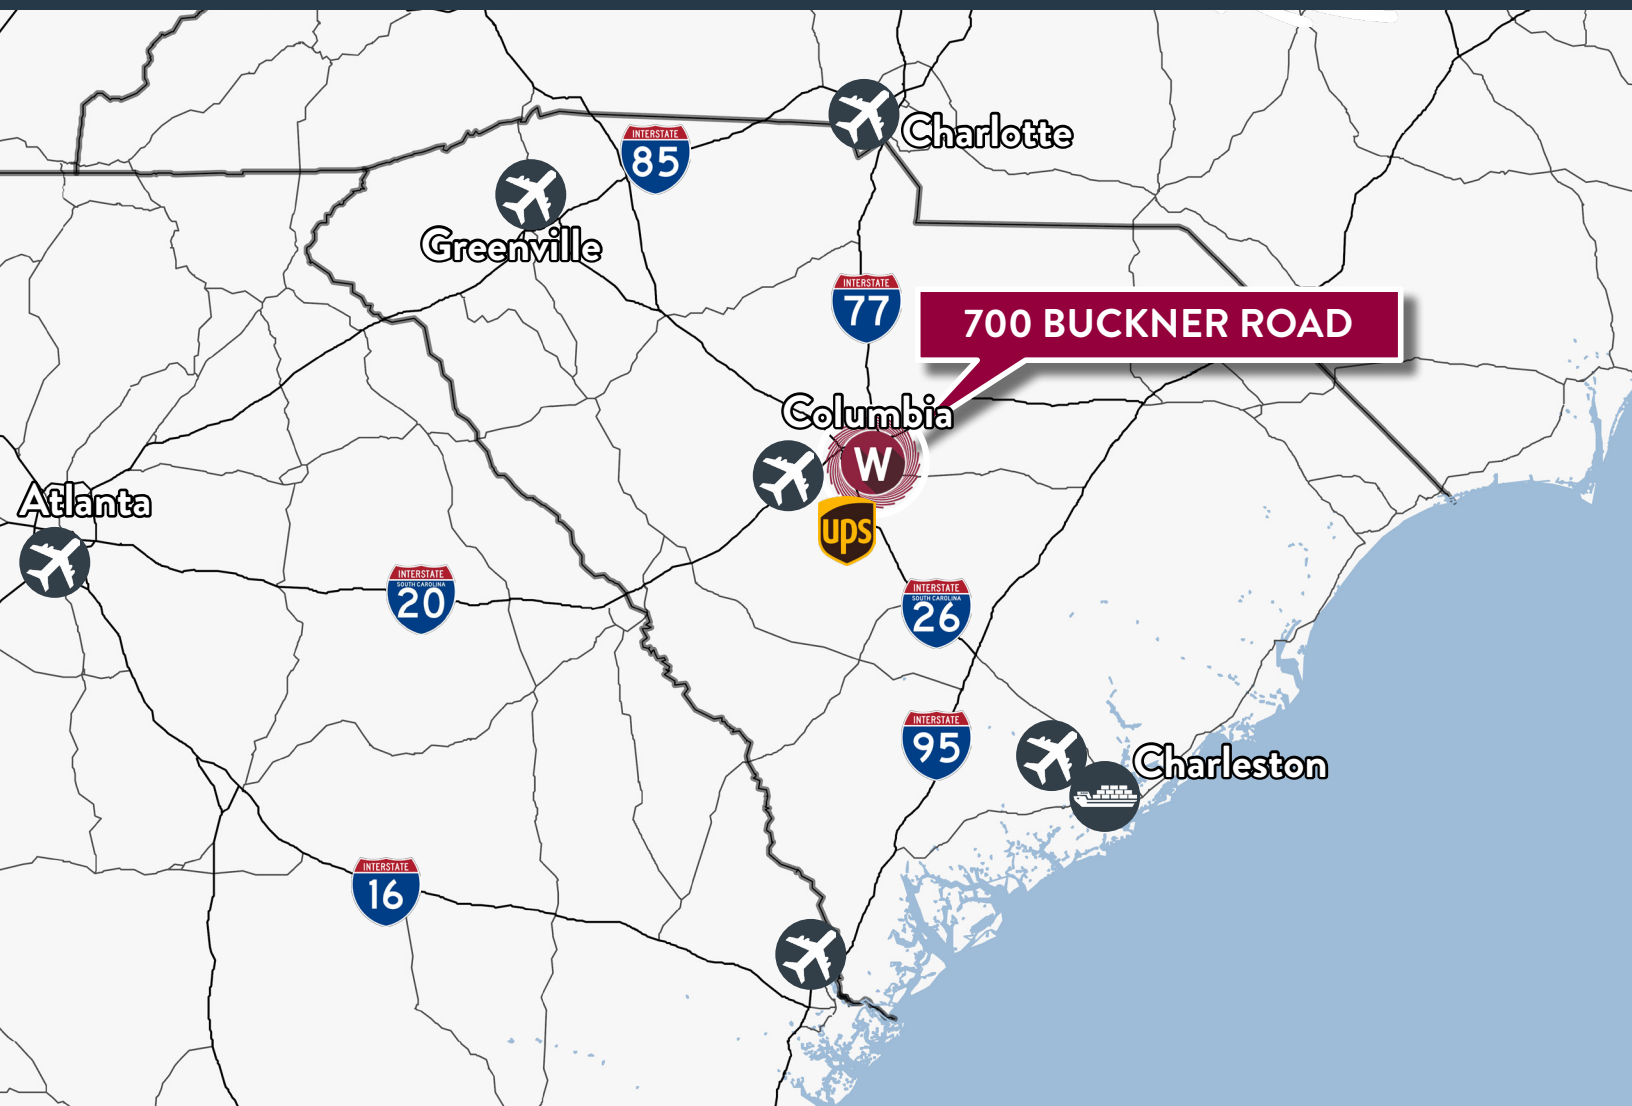 Charlotte
INTERSTATE
85
Greenville
INTERSTATE
77
700 BUCKNER ROAD
Columbia
W
Atlanta
ups
INTERSTATE
SOUTH CAROLINA
20
INTERSTATE
SOUTH CAROLINA
26
INTERSTATE
95
Charleston
INTERSTATE
16